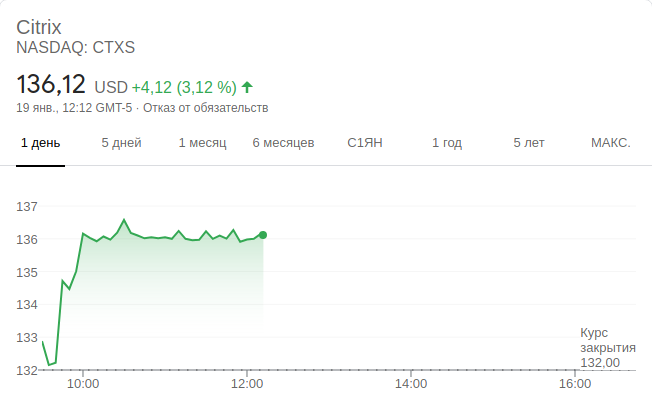 Citrix
NASDAQ: CTXS
136,12 USD +4,12 (3,12 %)
19 янв., 12:12 GMT-5 · Отказ от обязательств
1 день 5 дней 1 месяц 6 месяцев С1ЯН 1 год 5 лет МАКС.
137
136
135
134
133
Курс
закрытия
132,00
132
10:00 12:00 14:00 16:00